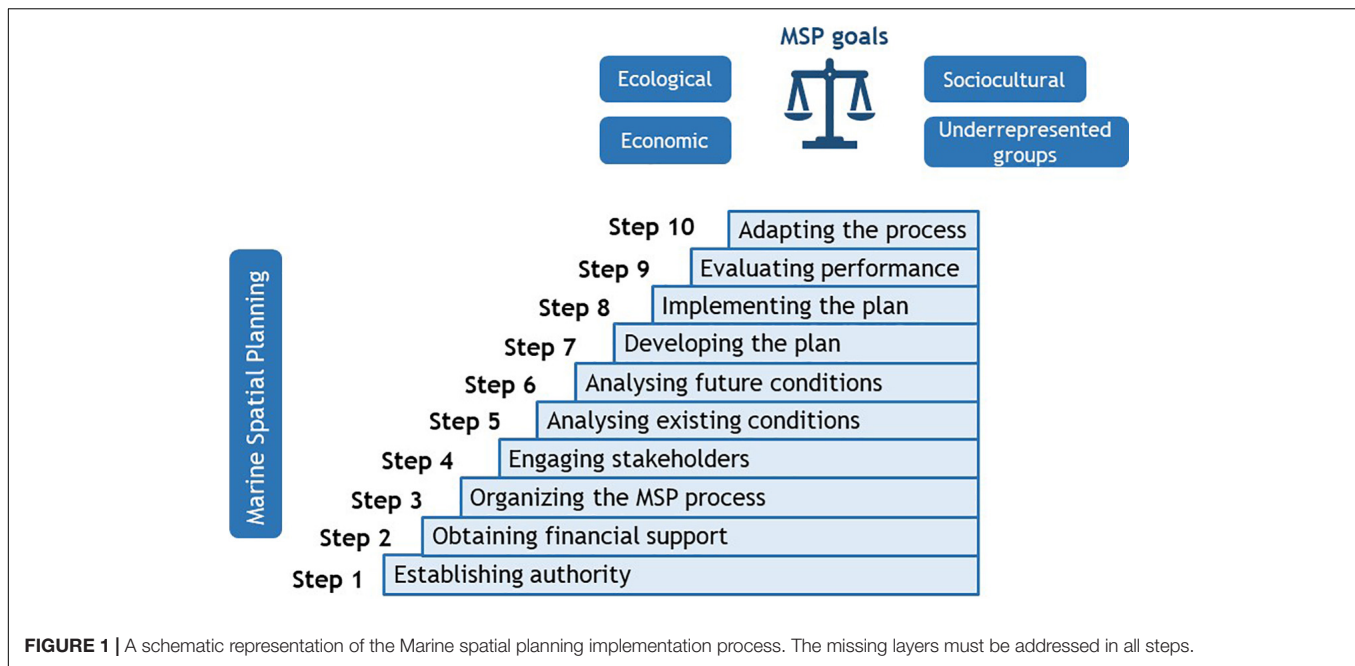 MSP goals
Ecological
Sociocultural
Economic
Underrepresented
groups
Marine Spatial Planning
Step 10
Adapting the process
Step 9
Evaluating performance
Step 8
Implementing the plan
Step 7
Developing the plan
Step 6
Analysing future conditions
Step 5
Analysing existing conditions
Step 4
Engaging stakeholders
Step 3
Organizing the MSP process
Step 2
Obtaining financial support
Step 1
Establishing authority
FIGURE 1 | A schematic representation of the Marine spatial planning implementation process. The missing layers must be addressed in all steps.